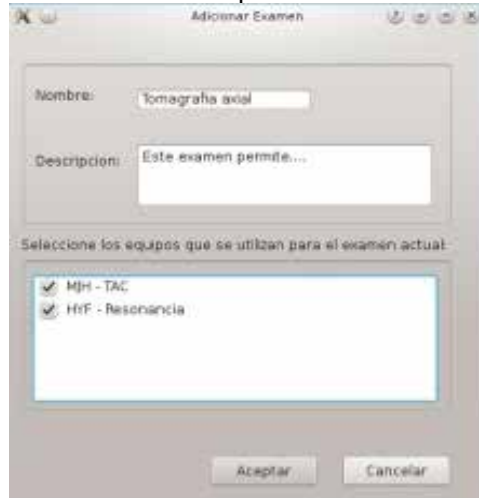 Adicionar Examen
Nombre:
Tomagrafia axial
Descripcion:
Este examen permite....
Seleccione los equipos que se utilizan para el examen actual:
MJH - TAC
HYF - Resonancia
Aceptar
Cancelar